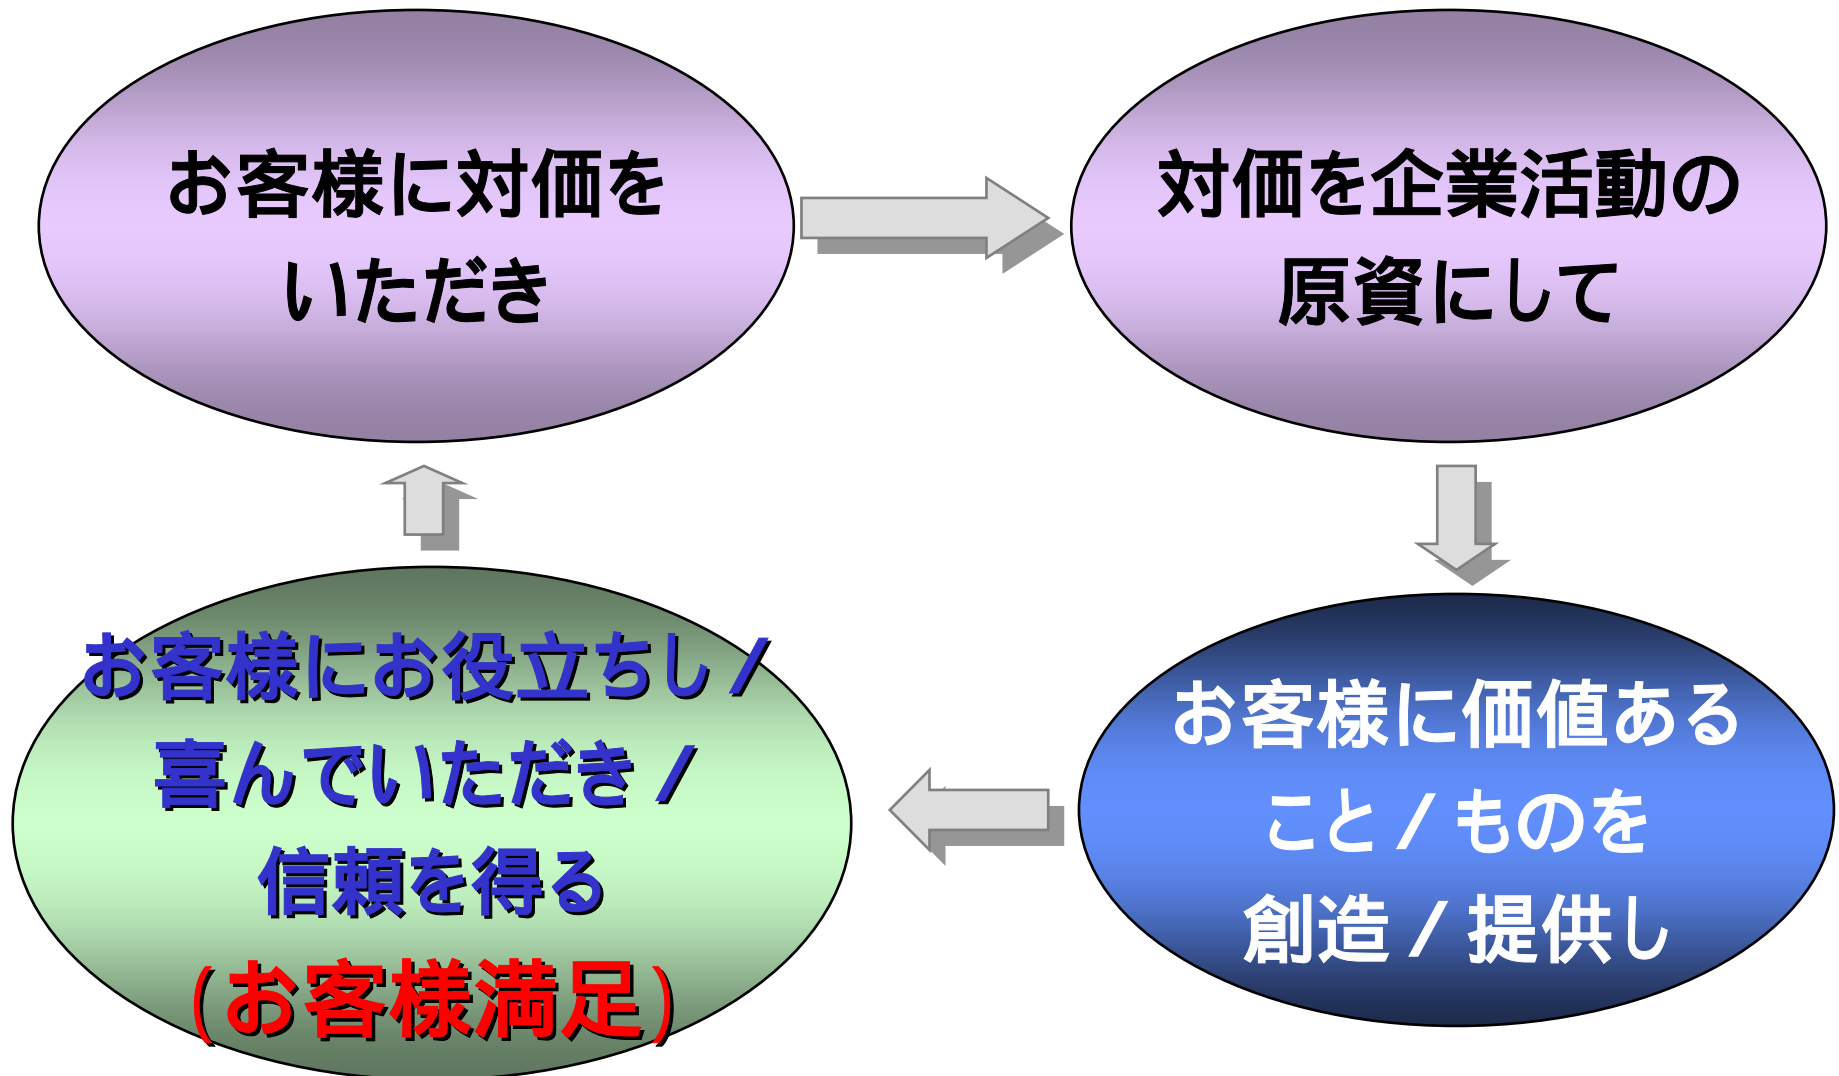 お客様に対価を
いただき
対価を企業活動の
原資にして
お客様にお役立ちし/
喜んでいただき/
信頼を得る
(お客様満足)
お客様に価値ある
こと/ものを
創造/提供し